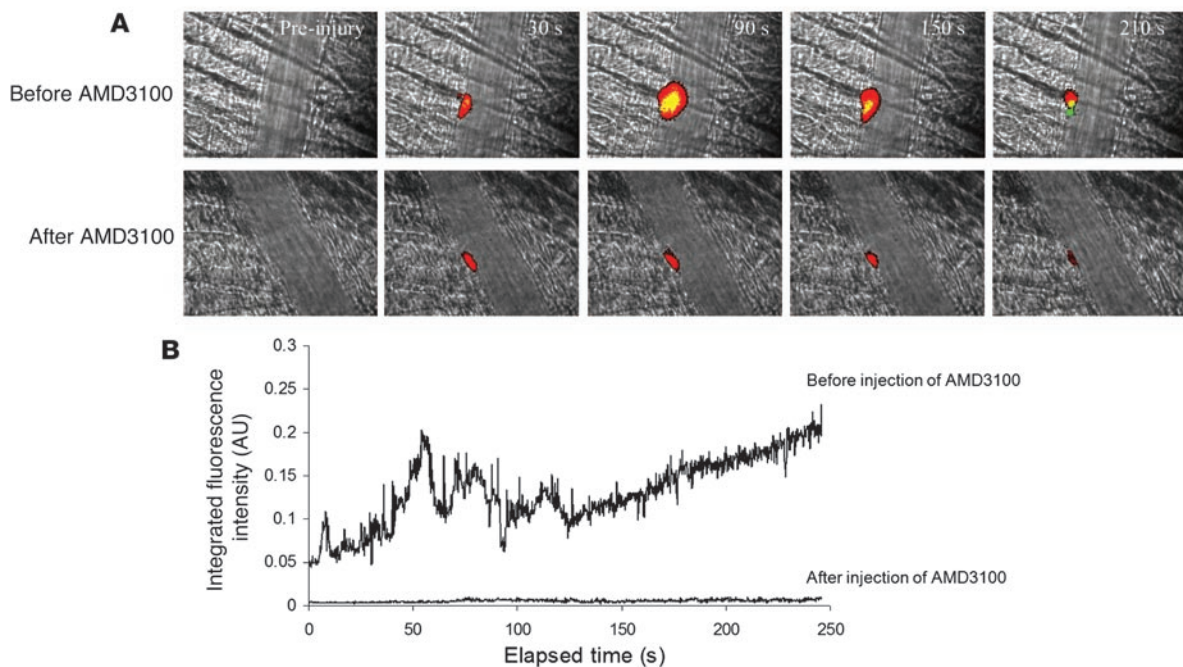 A
Pre-injury
30 s
90 s
150 s
210 s
Before AMD3100
After AMD3100
B
Integrated fluorescence
intensity (AU)
0.3
0.25
0.2
0.15
0.1
0.05
0
Before injection of AMD3100
After injection of AMD3100
0
50
100
150
200
250
Elapsed time (s)